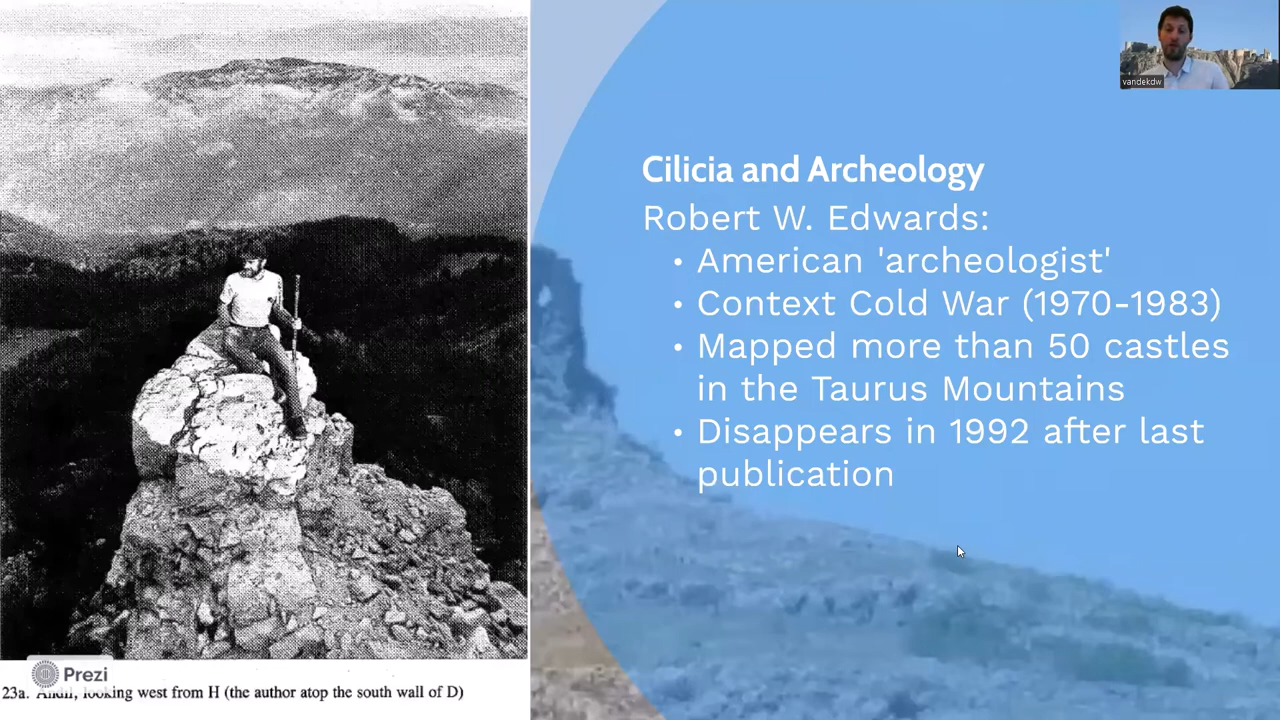 vandekdw
Cilicia and Archeology
Robert W. Edwards:
• American 'archeologist'
• Context Cold War (1970-1983)
• Mapped more than 50 castles
in the Taurus Mountains
• Disappears in 1992 after last
publication
Prezi
23a. Andıl, looking west from H (the author atop the south wall of D)